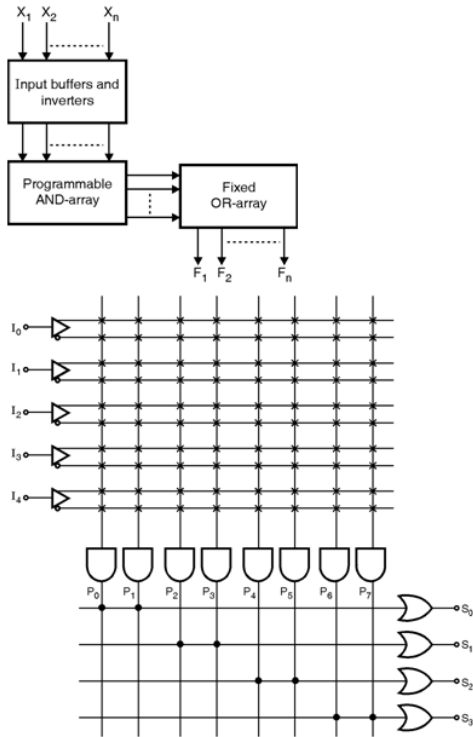 X1 X2 Xn
Input buffers and
inverters
Programmable
AND-array
Fixed
OR-array
F1 F2 Fn
I0
I1
I2
I3
I4
P0 P1 P2 P3 P4 P5 P6 P7
S0
S1
S2
S3